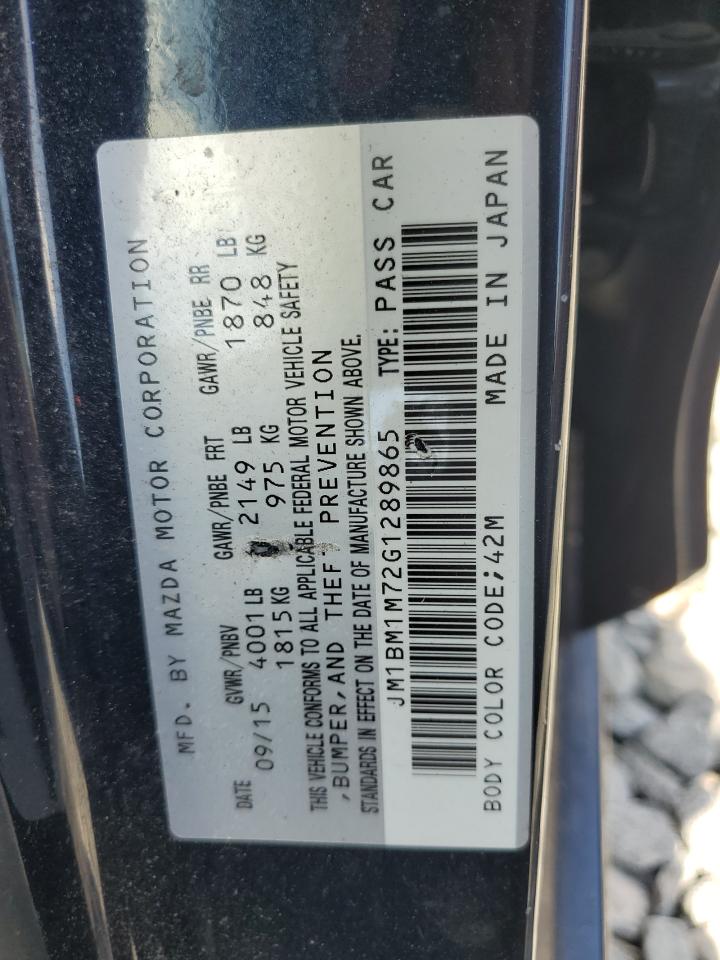 MFD. BY MAZDA MOTOR CORPORATION
DATE GVWR/PNBV GAWR/PNBE FRT GAWR/PNBE RR
09/15 4001LB 2149 LB 1870 LB
1815KG 975 KG 848 KG
THIS VEHICLE CONFORMS TO ALL APPLICABLE FEDERAL MOTOR VEHICLE SAFETY
,BUMPER,AND THEFT PREVENTION
STANDARDS IN EFFECT ON THE DATE OF MANUFACTURE SHOWN ABOVE.
JM1BM1M72G1289865 TYPE: PASS CAR
BODY COLOR CODE;42M MADE IN JAPAN